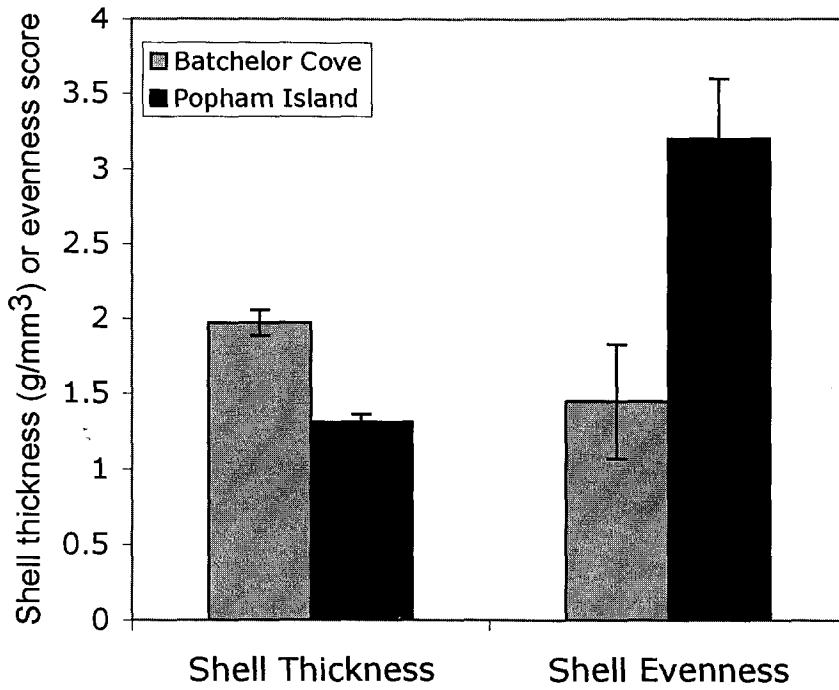 Shell thickness (g/mm³) or evenness score
4
3.5
3
2.5
2
1.5
1
0.5
0
Batchelor Cove
Popham Island
Shell Thickness
Shell Evenness